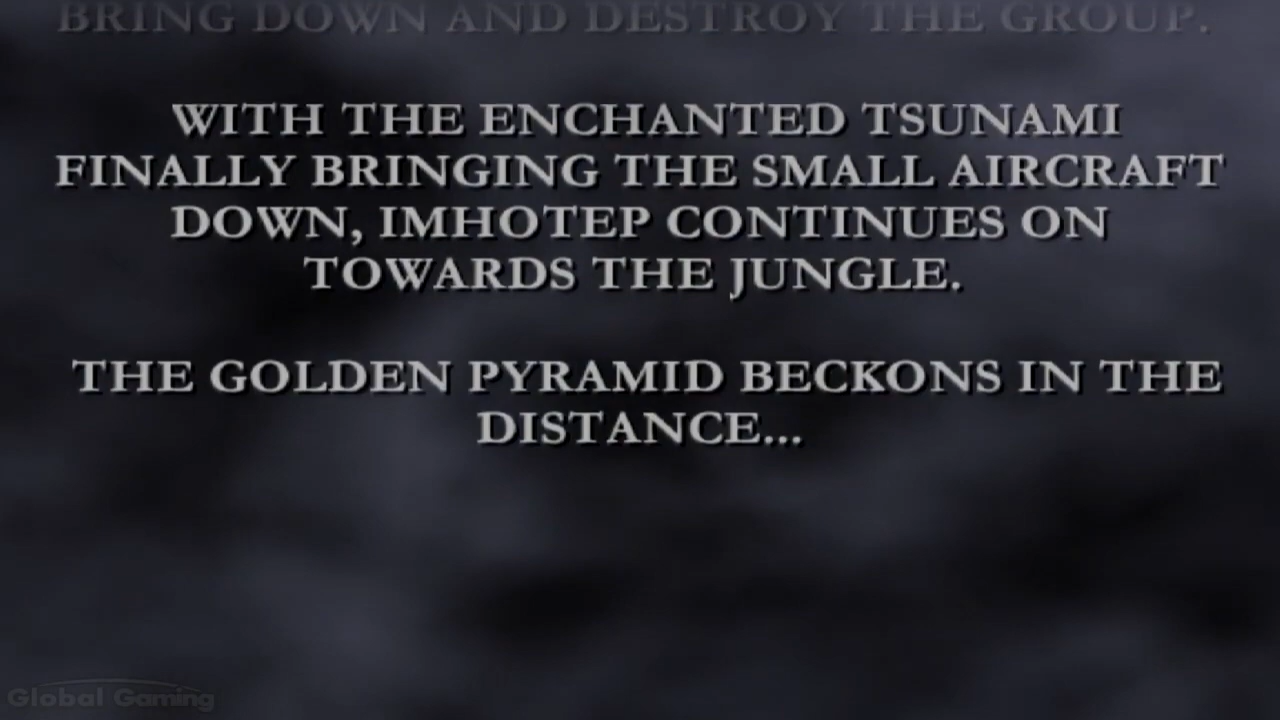 BRING DOWN AND DESTROY THE GROUP.
WITH THE ENCHANTED TSUNAMI
FINALLY BRINGING THE SMALL AIRCRAFT
DOWN, IMHOTEP CONTINUES ON
TOWARDS THE JUNGLE.
THE GOLDEN PYRAMID BECKONS IN THE
DISTANCE...
Global Gaming